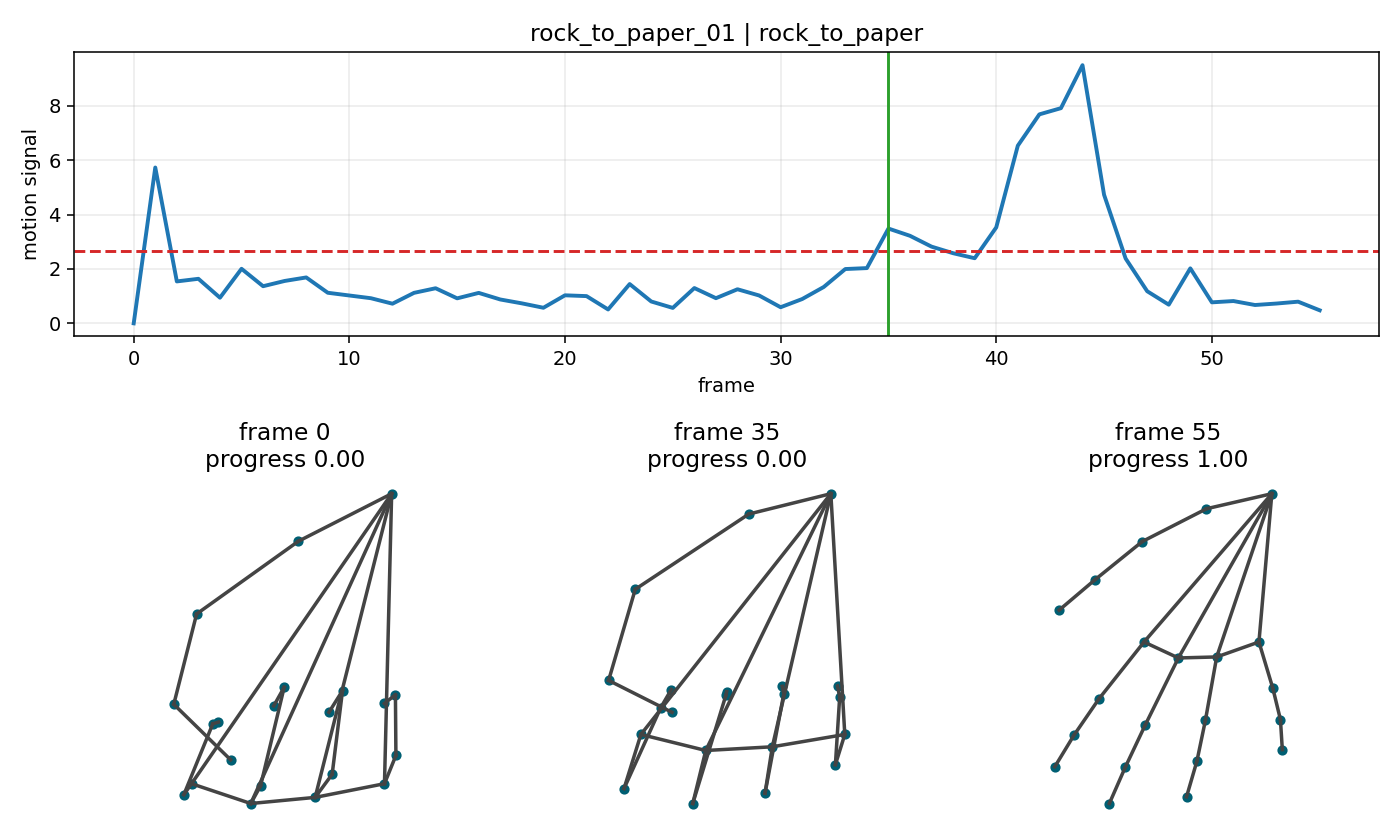 rock_to_paper_01 | rock_to_paper
motion signal
8
6
4
2
0
0 10 20 30 40 50
frame
frame 0 frame 35 frame 55
progress 0.00 progress 0.00 progress 1.00